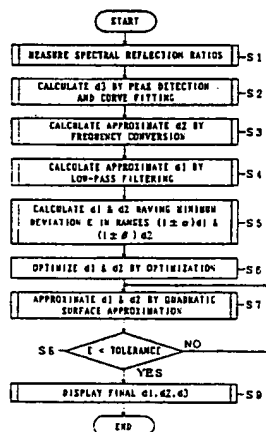 START
MEASURE SPECTRAL REFLECTION RATIOS
S1
CALCULATE d3 BY PEAK DETECTION
AND CURVE FITTING
S2
CALCULATE APPROXIMATE d2 BY
FREQUENCY CONVERSION
S3
CALCULATE APPROXIMATE d1 BY
LOW-PASS FILTERING
S4
CALCULATE d1 & d2 HAVING MINIMUM
DEVIATION E IN RANGES (1 ± α)d1 &
(1 ± β) d2
S5
OPTIMIZE d1 & d2 BY OPTIMIZATION
S6
APPROXIMATE d1 & d2 BY QUADRATIC
SURFACE APPROXIMATION
S7
S8
E < TOLERANCE
NO
YES
DISPLAY FINAL d1,d2,d3
S9
END